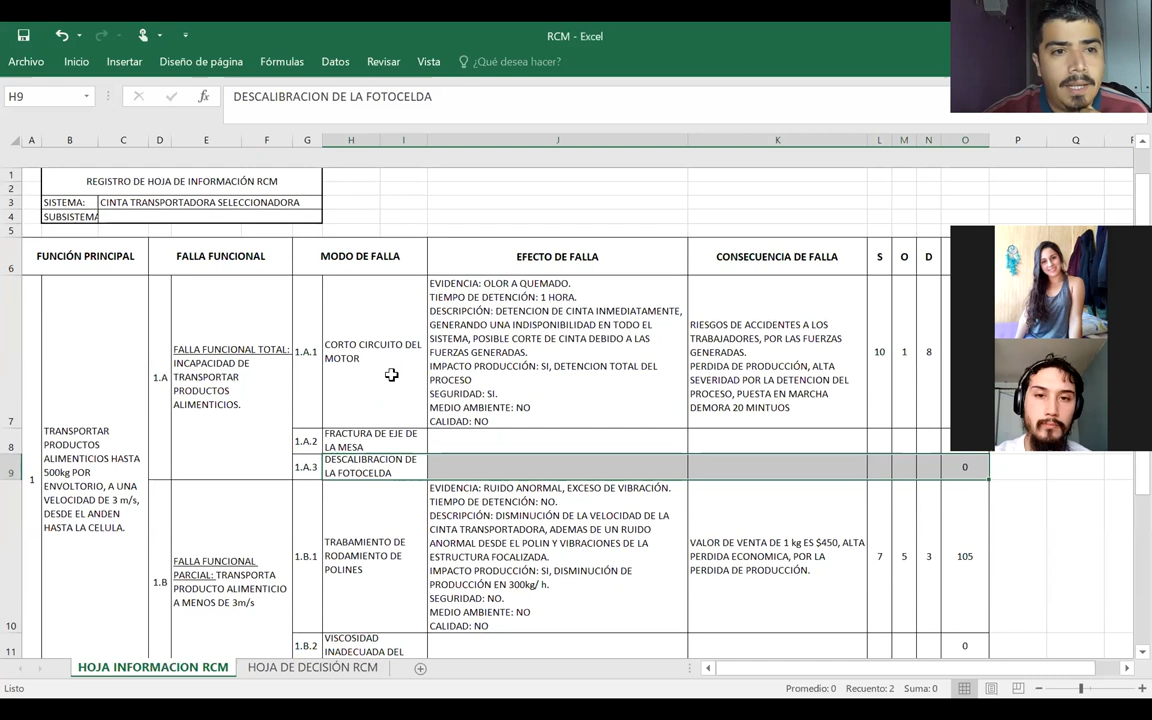 RCM - Excel
Archivo Inicio Insertar Diseño de página Fórmulas Datos Revisar Vista ¿Qué desea hacer?
H9 fx DESCALIBRACION DE LA FOTOCELDA
A B C D E F G H I J K L M N O P Q
1 REGISTRO DE HOJA DE INFORMACIÓN RCM
2
3 SISTEMA: CINTA TRANSPORTADORA SELECCIONADORA
4 SUBSISTEMA
5
6 FUNCIÓN PRINCIPAL FALLA FUNCIONAL MODO DE FALLA EFECTO DE FALLA CONSECUENCIA DE FALLA S O D
7
1
TRANSPORTAR
PRODUCTOS
ALIMENTICIOS HASTA
500kg POR
ENVOLTORIO, A UNA
VELOCIDAD DE 3 m/s,
DESDE EL ANDEN
HASTA LA CELULA.
1.A
FALLA FUNCIONAL TOTAL:
INCAPACIDAD DE
TRANSPORTAR
PRODUCTOS
ALIMENTICIOS.
1.A.1
CORTO CIRCUITO DEL
MOTOR
EVIDENCIA: OLOR A QUEMADO.
TIEMPO DE DETENCIÓN: 1 HORA.
DESCRIPCIÓN: DETENCION DE CINTA INMEDIATAMENTE,
GENERANDO UNA INDISPONIBILIDAD EN TODO EL
SISTEMA, POSIBLE CORTE DE CINTA DEBIDO A LAS
FUERZAS GENERADAS.
IMPACTO PRODUCCIÓN: SI, DETENCION TOTAL DEL
PROCESO
SEGURIDAD: SI.
MEDIO AMBIENTE: NO
CALIDAD: NO
RIESGOS DE ACCIDENTES A LOS
TRABAJADORES, POR LAS FUERZAS
GENERADAS.
PERDIDA DE PRODUCCIÓN, ALTA
SEVERIDAD POR LA DETENCION DEL
PROCESO, PUESTA EN MARCHA
DEMORA 20 MINTUOS
10 1 8
8
1.A.2
FRACTURA DE EJE DE
LA MESA
9
1.A.3
DESCALIBRACION DE
LA FOTOCELDA
0
10
1.B
FALLA FUNCIONAL
PARCIAL: TRANSPORTA
PRODUCTO ALIMENTICIO
A MENOS DE 3m/s
1.B.1
TRABAMIENTO DE
RODAMIENTO DE
POLINES
EVIDENCIA: RUIDO ANORMAL, EXCESO DE VIBRACIÓN.
TIEMPO DE DETENCIÓN: NO.
DESCRIPCIÓN: DISMINUCIÓN DE LA VELOCIDAD DE LA
CINTA TRANSPORTADORA, ADEMAS DE UN RUIDO
ANORMAL DESDE EL POLIN Y VIBRACIONES DE LA
ESTRUCTURA FOCALIZADA.
IMPACTO PRODUCCIÓN: SI, DISMINUCIÓN DE
PRODUCCIÓN EN 300kg/ h.
SEGURIDAD: NO.
MEDIO AMBIENTE: NO
CALIDAD: NO
VALOR DE VENTA DE 1 kg ES $450, ALTA
PERDIDA ECONOMICA, POR LA
PERDIDA DE PRODUCCIÓN.
7 5 3 105
11
1.B.2
VISCOSIDAD
INADECUADA DEL
0
HOJA INFORMACION RCM HOJA DE DECISIÓN RCM
Listo Promedio: 0 Recuento: 2 Suma: 0